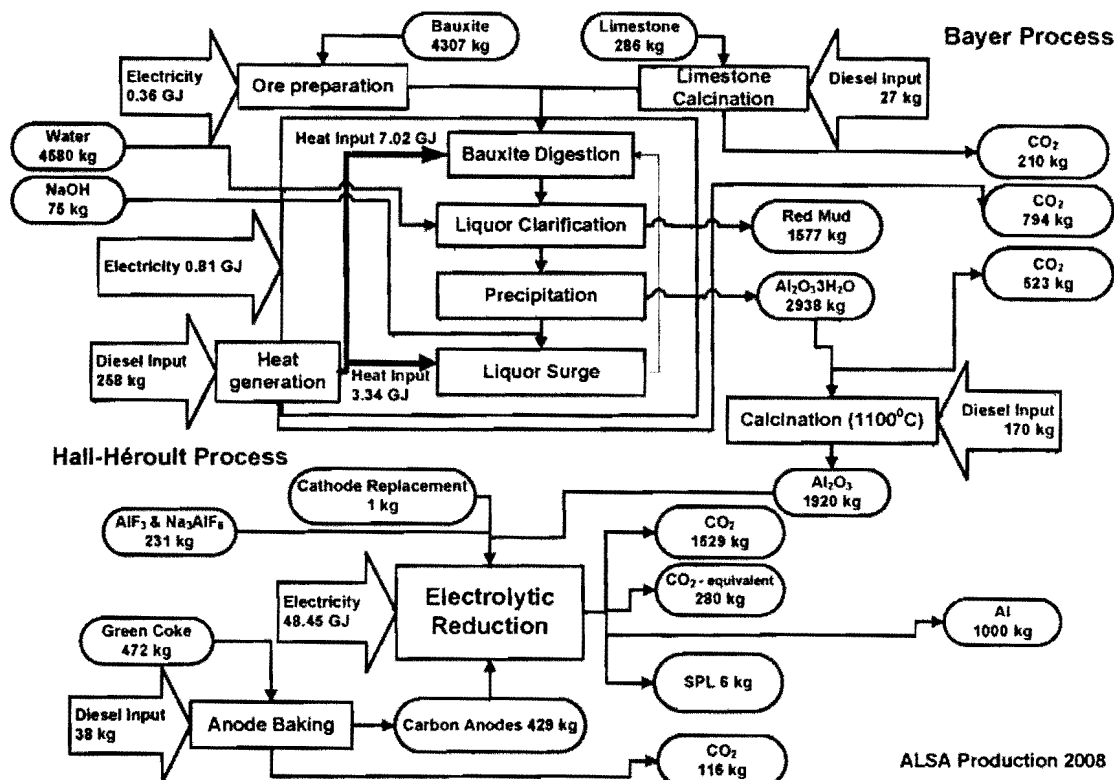 Bayer Process
Bauxite
4307 kg
Limestone
286 kg
Electricity
0.36 GJ
Ore preparation
Limestone
Calcination
Diesel Input
27 kg
Water
4580 kg
NaOH
75 kg
Heat Input 7.02 GJ
Bauxite Digestion
CO₂
210 kg
CO₂
794 kg
Liquor Clarification
Red Mud
1577 kg
Electricity 0.81 GJ
CO₂
523 kg
Precipitation
Al₂O₃3H₂O
2938 kg
Diesel Input
258 kg
Heat
generation
Heat Input
3.34 GJ
Liquor Surge
Calcination (1100⁰C)
Diesel Input
170 kg
Hall-Héroult Process
Cathode Replacement
1 kg
Al₂O₃
1920 kg
AlF₃ & Na₃AlF₆
231 kg
CO₂
1529 kg
Electricity
48.45 GJ
Electrolytic
Reduction
CO₂ - equivalent
280 kg
Al
1000 kg
Green Coke
472 kg
SPL 6 kg
Diesel Input
38 kg
Anode Baking
Carbon Anodes 429 kg
CO₂
116 kg
ALSA Production 2008